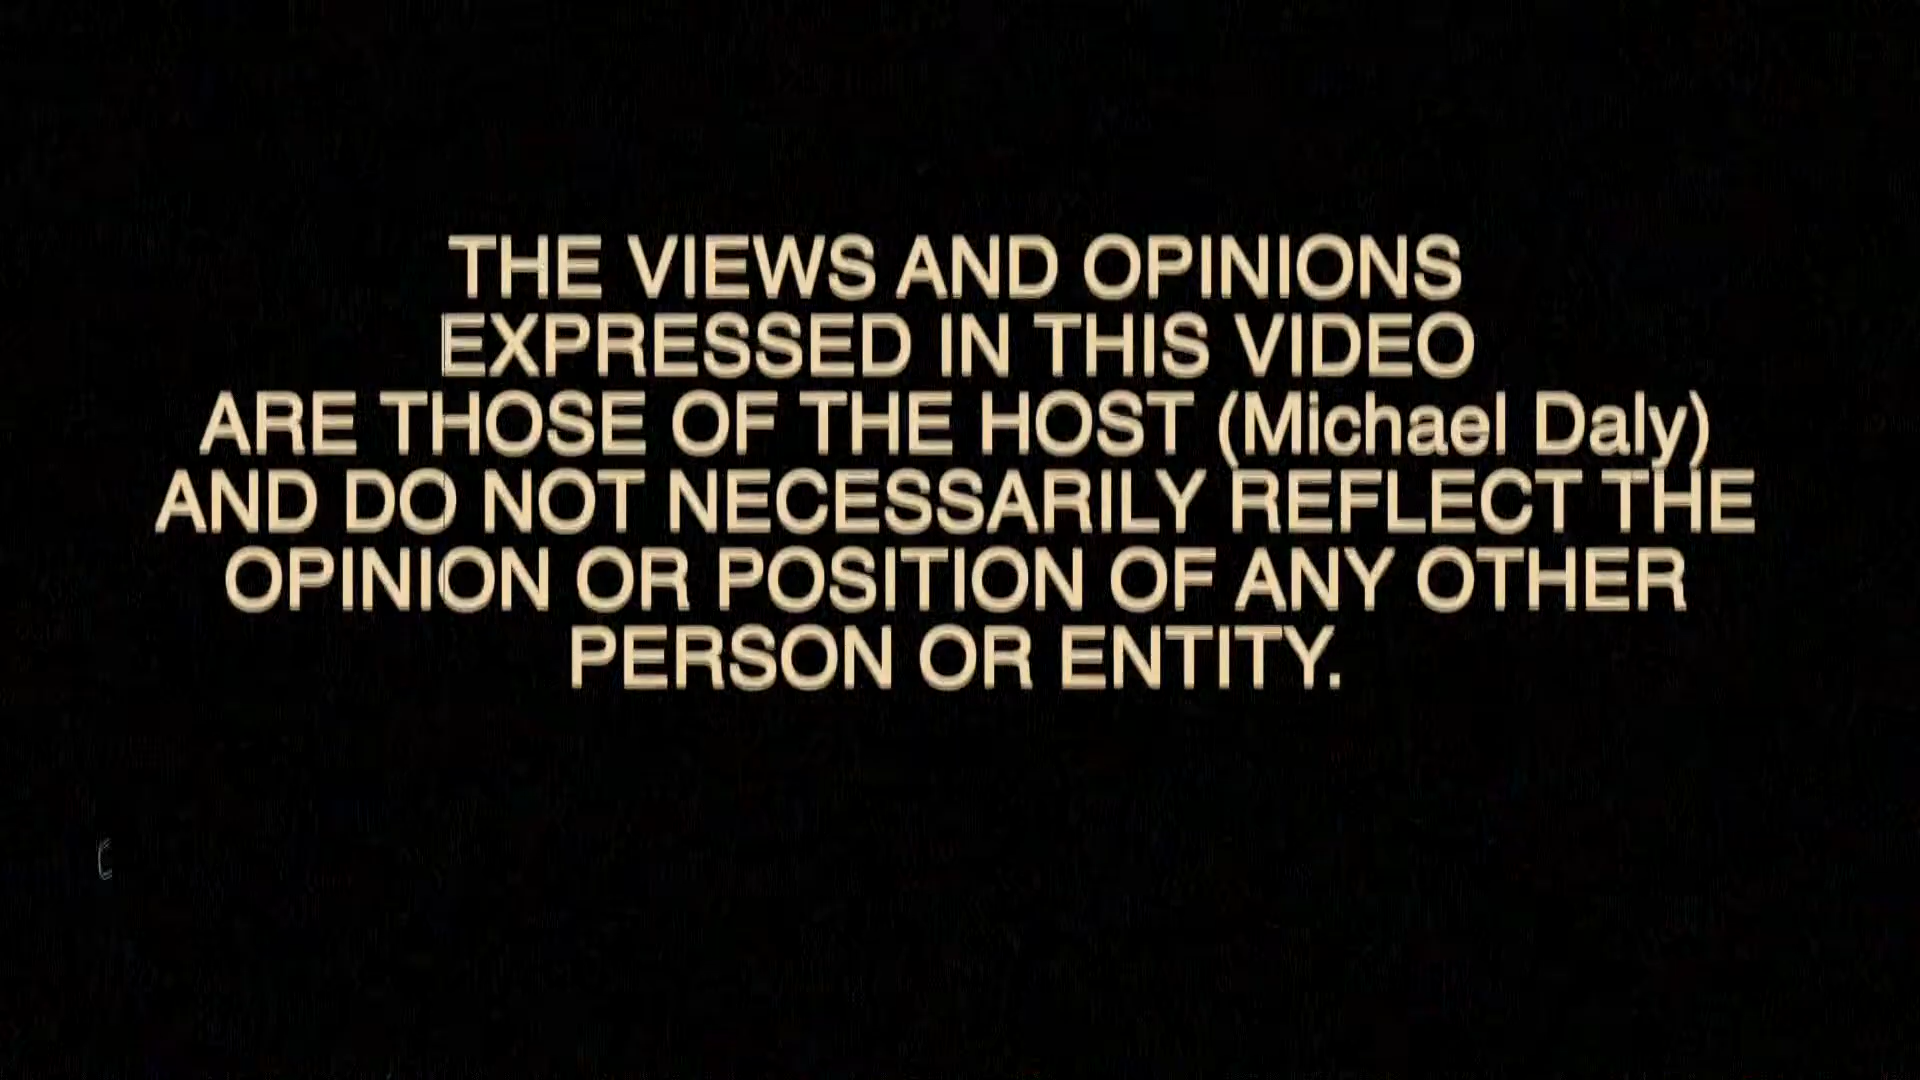 THE VIEWS AND OPINIONS
EXPRESSED IN THIS VIDEO
ARE THOSE OF THE HOST (Michael Daly)
AND DO NOT NECESSARILY REFLECT THE
OPINION OR POSITION OF ANY OTHER
PERSON OR ENTITY.